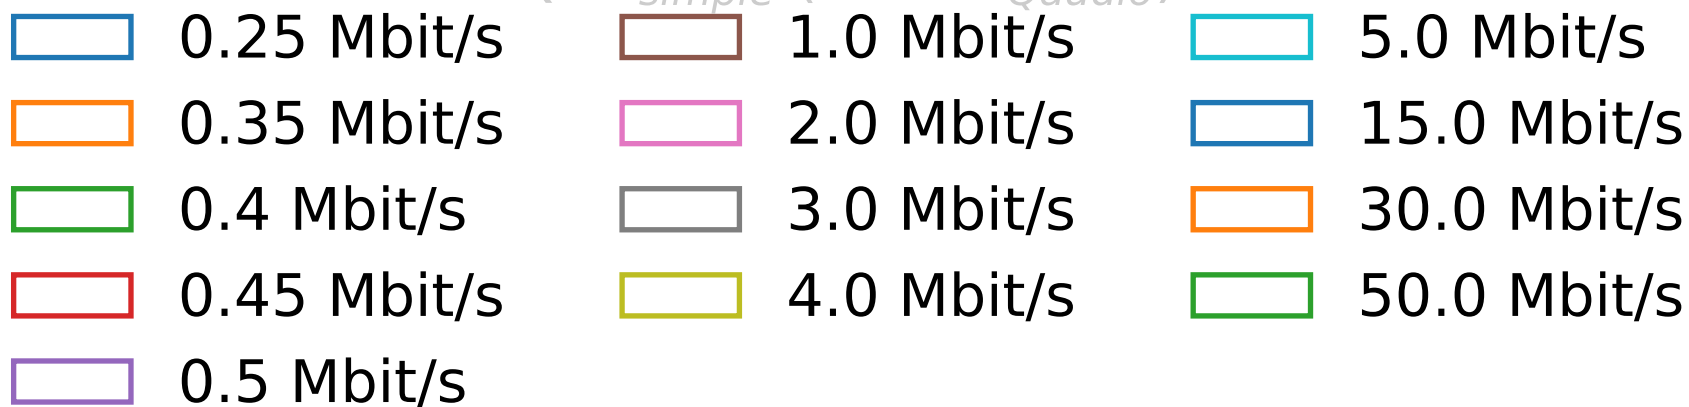 0.25 Mbit/s
0.35 Mbit/s
0.4 Mbit/s
0.45 Mbit/s
0.5 Mbit/s
1.0 Mbit/s
2.0 Mbit/s
3.0 Mbit/s
4.0 Mbit/s
5.0 Mbit/s
15.0 Mbit/s
30.0 Mbit/s
50.0 Mbit/s